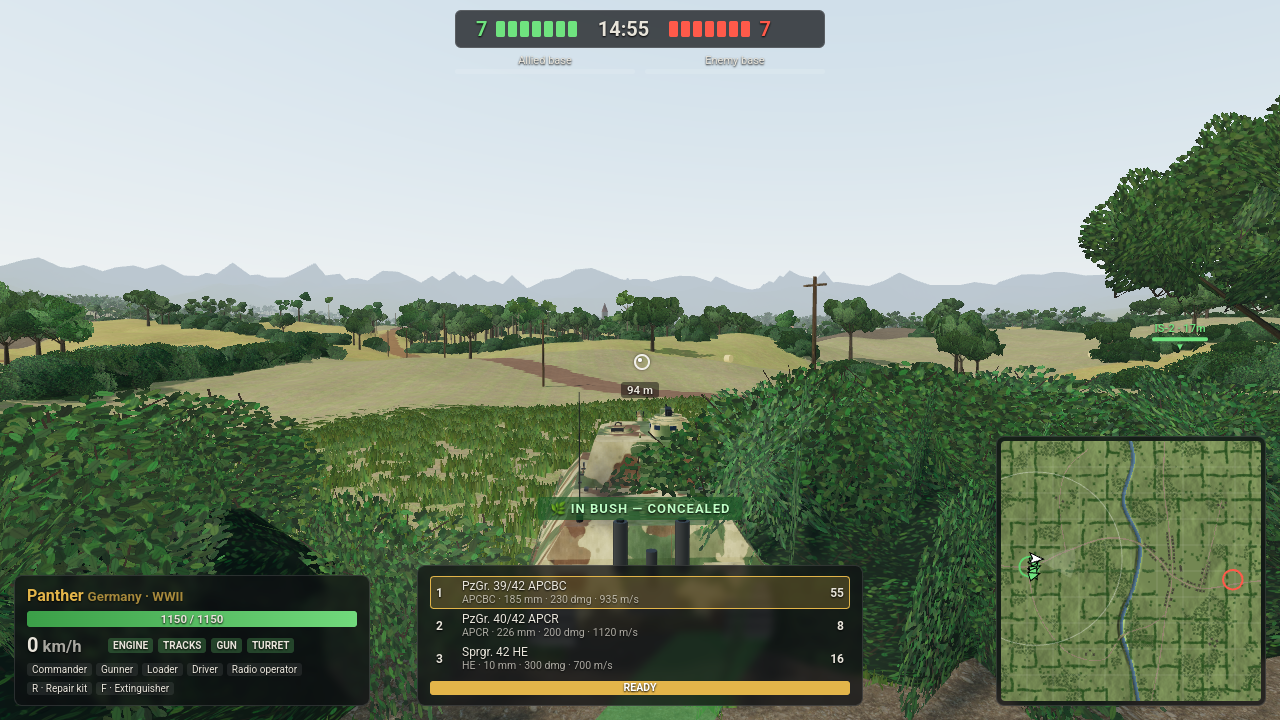 7 14:55 7
Allied base Enemy base
IS-2 · 17m
94 m
IN BUSH — CONCEALED
Panther Germany · WWII
1150 / 1150
0 km/h ENGINE TRACKS GUN TURRET
Commander Gunner Loader Driver Radio operator
R · Repair kit F · Extinguisher
1 PzGr. 39/42 APCBC 55
APCBC · 185 mm · 230 dmg · 935 m/s
2 PzGr. 40/42 APCR 8
APCR · 226 mm · 200 dmg · 1120 m/s
3 Sprgr. 42 HE 16
HE · 10 mm · 300 dmg · 700 m/s
READY